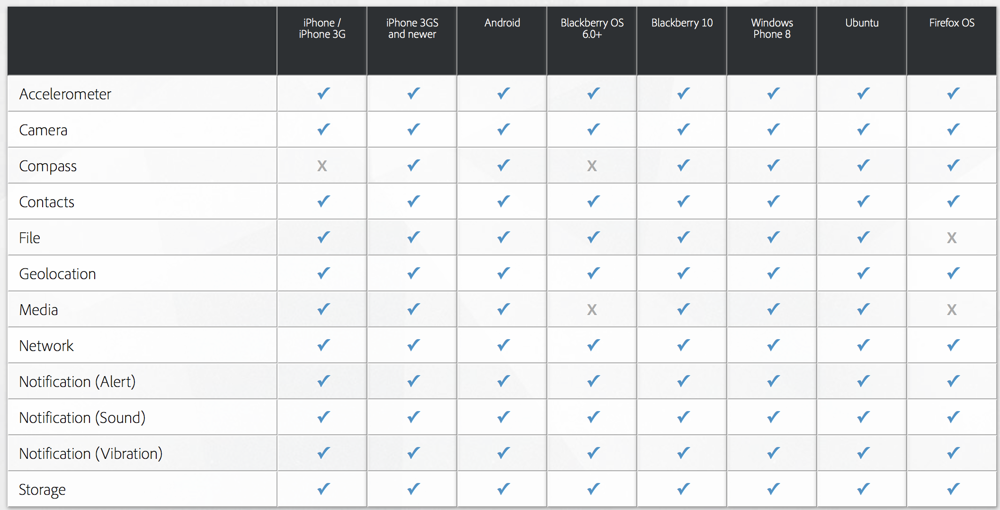 iPhone / iPhone 3GS Android Blackberry OS Blackberry 10 Windows Ubuntu Firefox OS
iPhone 3G and newer 6.0+ Phone 8
Accelerometer ✓ ✓ ✓ ✓ ✓ ✓ ✓ ✓
Camera ✓ ✓ ✓ ✓ ✓ ✓ ✓ ✓
Compass X ✓ ✓ X ✓ ✓ ✓ ✓
Contacts ✓ ✓ ✓ ✓ ✓ ✓ ✓ ✓
File ✓ ✓ ✓ ✓ ✓ ✓ ✓ X
Geolocation ✓ ✓ ✓ ✓ ✓ ✓ ✓ ✓
Media ✓ ✓ ✓ X ✓ ✓ ✓ X
Network ✓ ✓ ✓ ✓ ✓ ✓ ✓ ✓
Notification (Alert) ✓ ✓ ✓ ✓ ✓ ✓ ✓ ✓
Notification (Sound) ✓ ✓ ✓ ✓ ✓ ✓ ✓ ✓
Notification (Vibration) ✓ ✓ ✓ ✓ ✓ ✓ ✓ ✓
Storage ✓ ✓ ✓ ✓ ✓ ✓ ✓ ✓